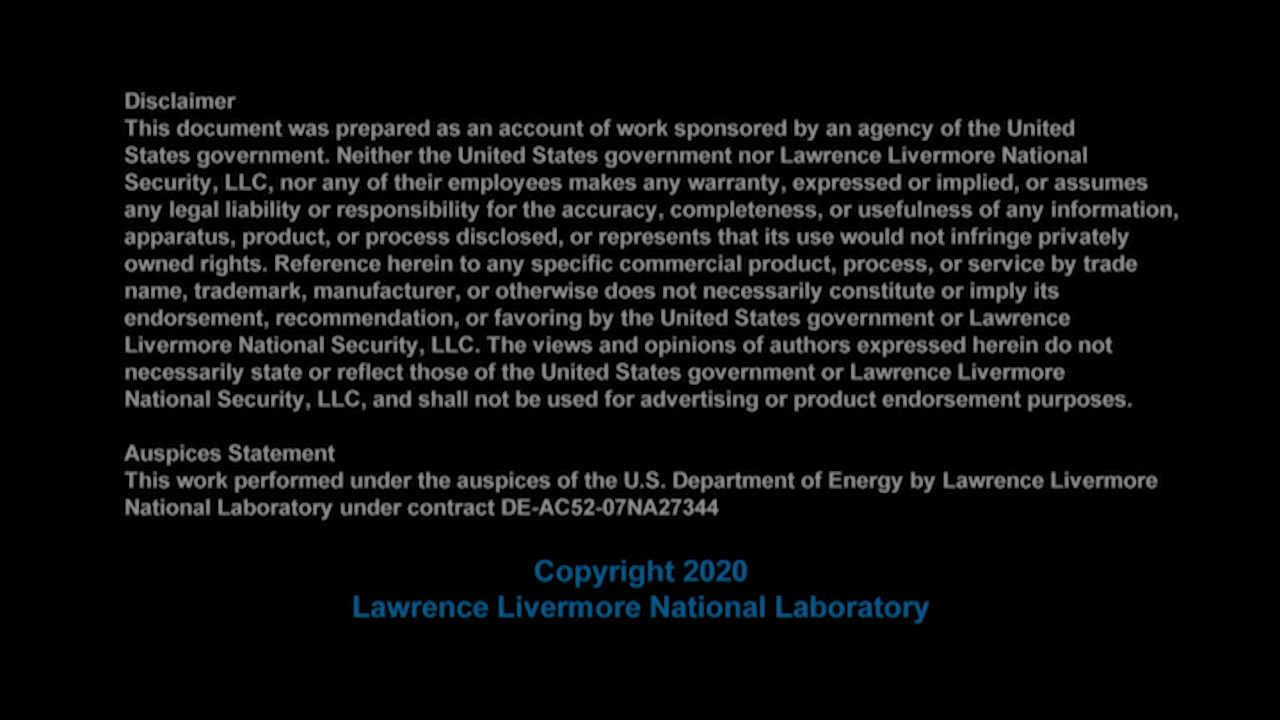 Disclaimer
This document was prepared as an account of work sponsored by an agency of the United
States government. Neither the United States government nor Lawrence Livermore National
Security, LLC, nor any of their employees makes any warranty, expressed or implied, or assumes
any legal liability or responsibility for the accuracy, completeness, or usefulness of any information,
apparatus, product, or process disclosed, or represents that its use would not infringe privately
owned rights. Reference herein to any specific commercial product, process, or service by trade
name, trademark, manufacturer, or otherwise does not necessarily constitute or imply its
endorsement, recommendation, or favoring by the United States government or Lawrence
Livermore National Security, LLC. The views and opinions of authors expressed herein do not
necessarily state or reflect those of the United States government or Lawrence Livermore
National Security, LLC, and shall not be used for advertising or product endorsement purposes.
Auspices Statement
This work performed under the auspices of the U.S. Department of Energy by Lawrence Livermore
National Laboratory under contract DE-AC52-07NA27344
Copyright 2020
Lawrence Livermore National Laboratory